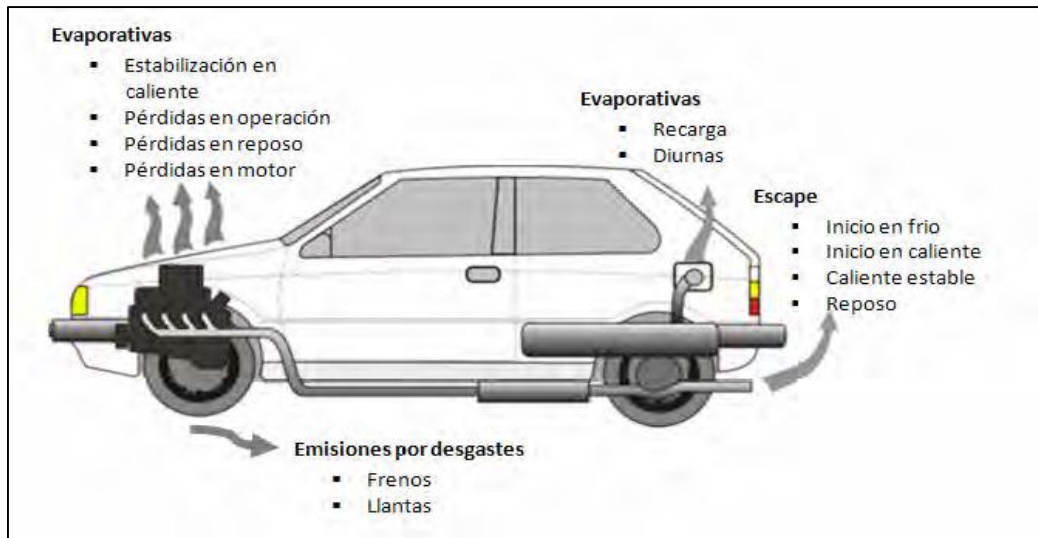 Evaporativas
▪ Estabilización en
caliente
▪ Pérdidas en operación
▪ Pérdidas en reposo
▪ Pérdidas en motor
Evaporativas
▪ Recarga
▪ Diurnas
Escape
▪ Inicio en frio
▪ Inicio en caliente
▪ Caliente estable
▪ Reposo
Emisiones por desgastes
▪ Frenos
▪ Llantas